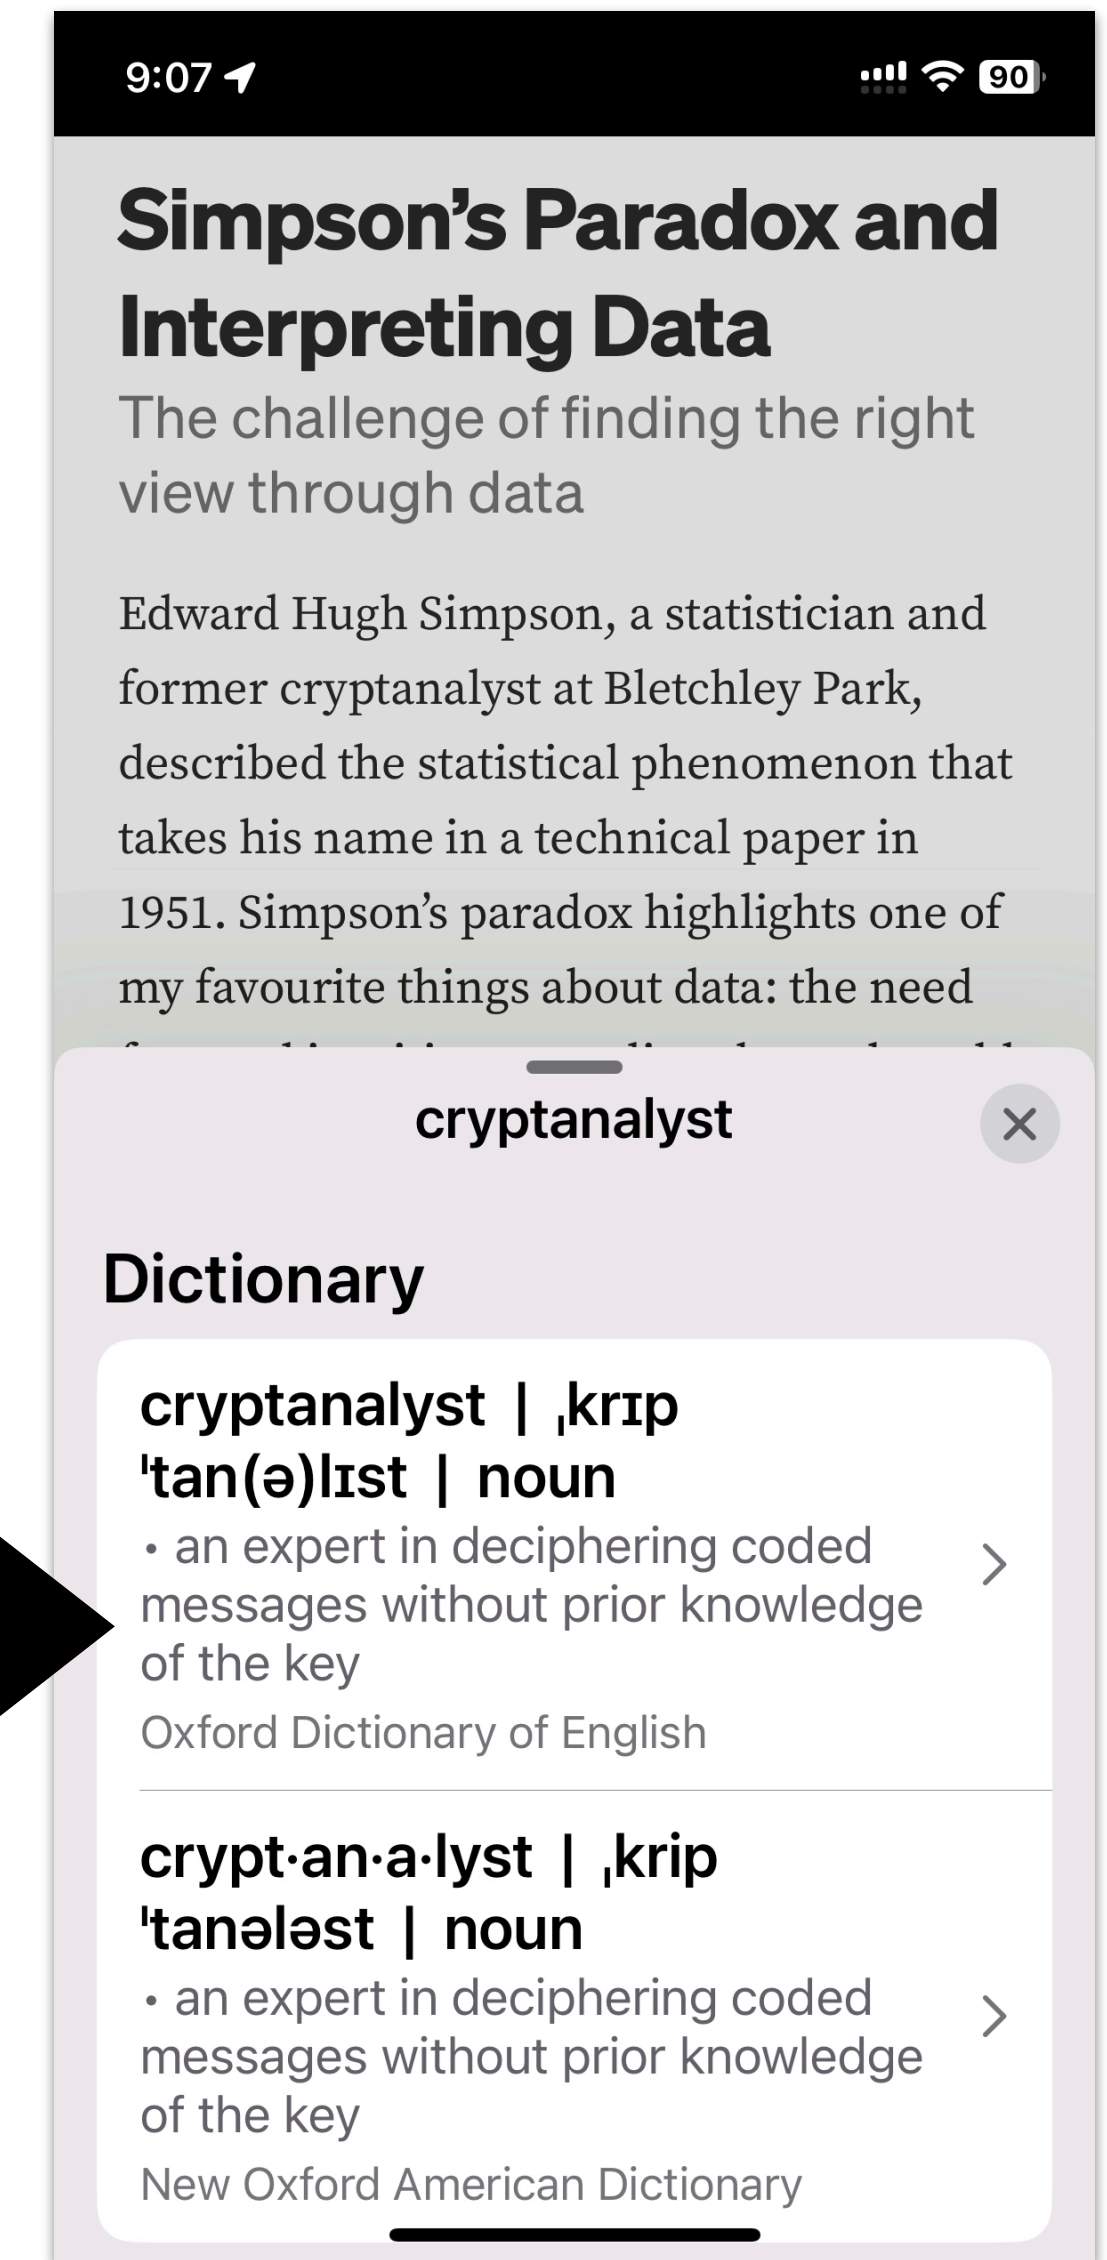 9:07
90
Simpson’s Paradox and
Interpreting Data
The challenge of finding the right
view through data
Edward Hugh Simpson, a statistician and
former cryptanalyst at Bletchley Park,
described the statistical phenomenon that
takes his name in a technical paper in
1951. Simpson’s paradox highlights one of
my favourite things about data: the need
cryptanalyst
Dictionary
cryptanalyst | ˌkrɪp
ˈtan(ə)lɪst | noun
• an expert in deciphering coded
messages without prior knowledge
of the key
Oxford Dictionary of English
crypt·an·a·lyst | ˌkrip
ˈtanələst | noun
• an expert in deciphering coded
messages without prior knowledge
of the key
New Oxford American Dictionary